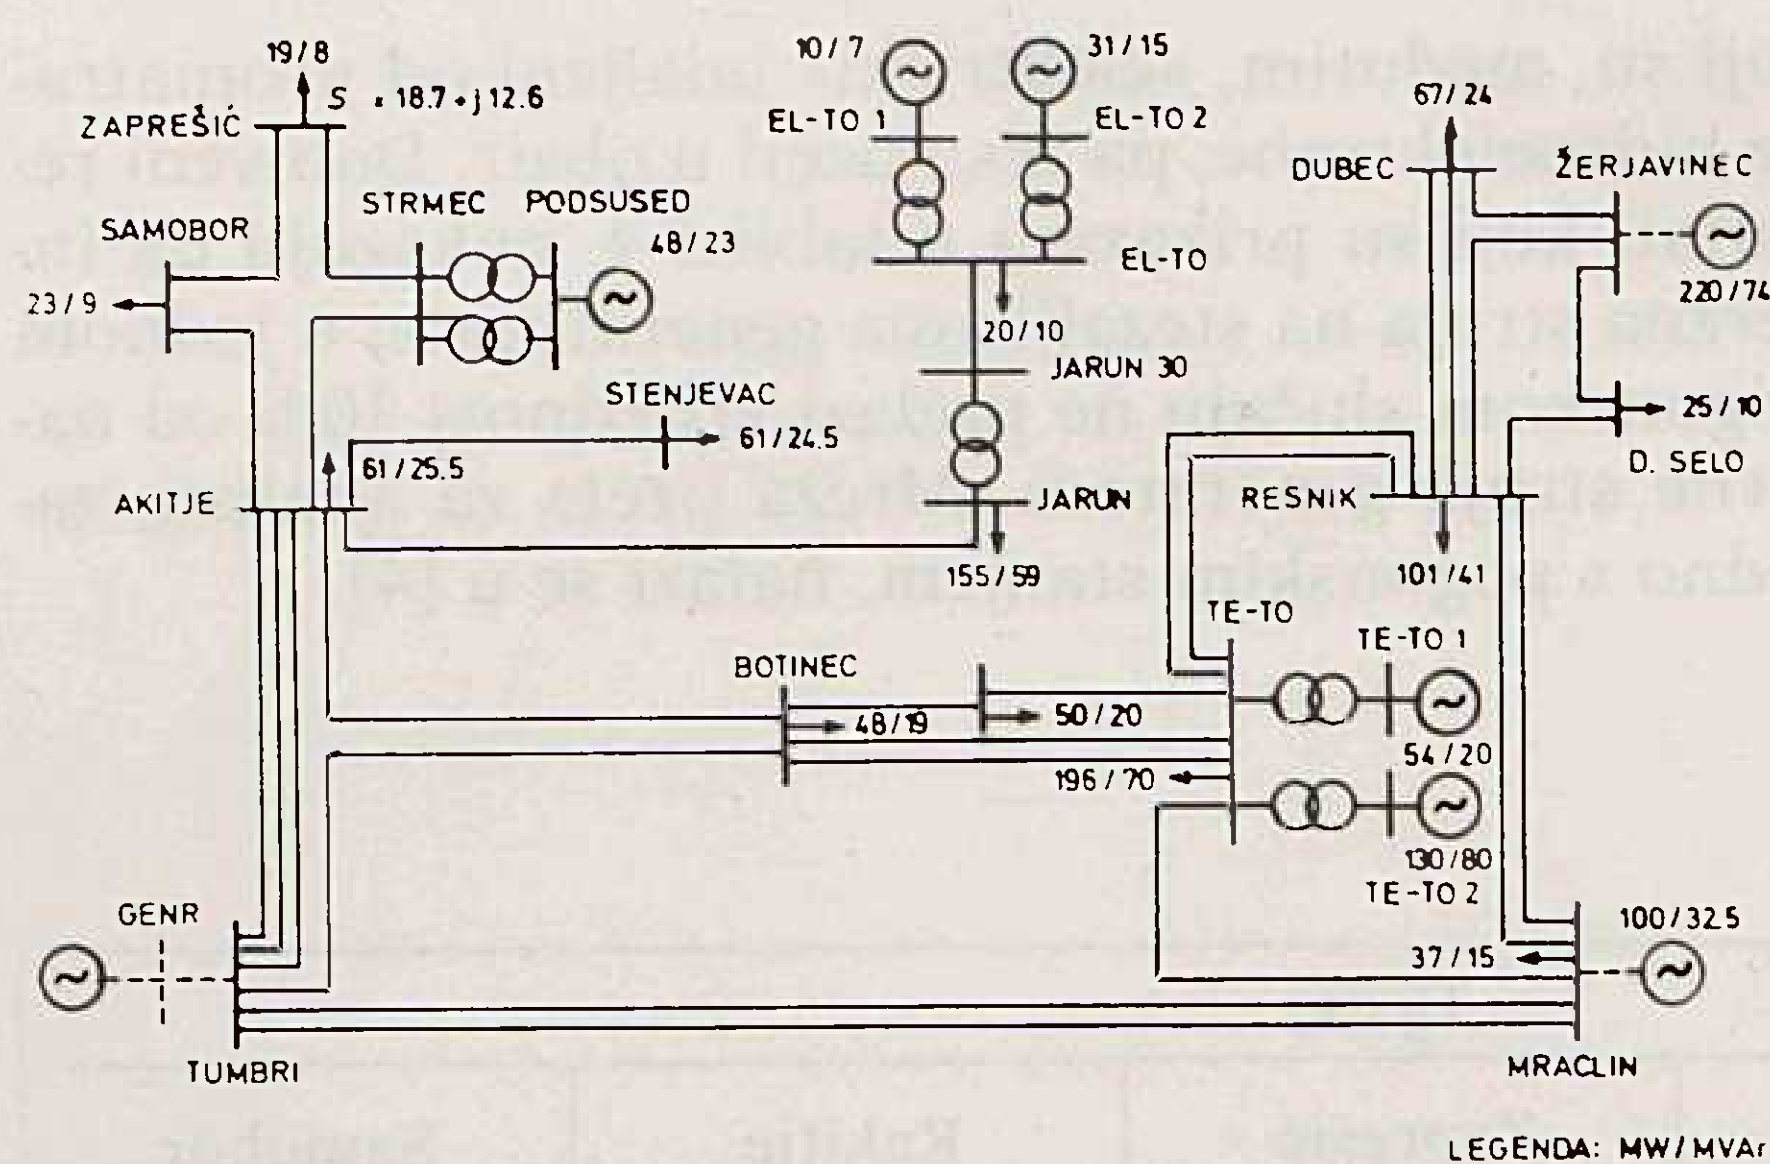 19/8
S = 18.7 + j 12.6
ZAPREŠIĆ
SAMOBOR
23/9
STRMEC
PODSUSED
48/23
10/7
31/15
EL-TO 1
EL-TO 2
EL-TO
20/10
JARUN 30
JARUN
155/59
STENJEVAC
61/24.5
61/25.5
AKITJE
67/24
DUBEC
ŽERJAVINEC
220/74
25/10
D. SELO
RESNIK
101/41
TE-TO
TE-TO 1
54/20
BOTINEC
48/19
50/20
196/70
130/80
TE-TO 2
GENR
TUMBRI
100/32.5
37/15
MRACLIN
LEGENDA: MW/MVAr